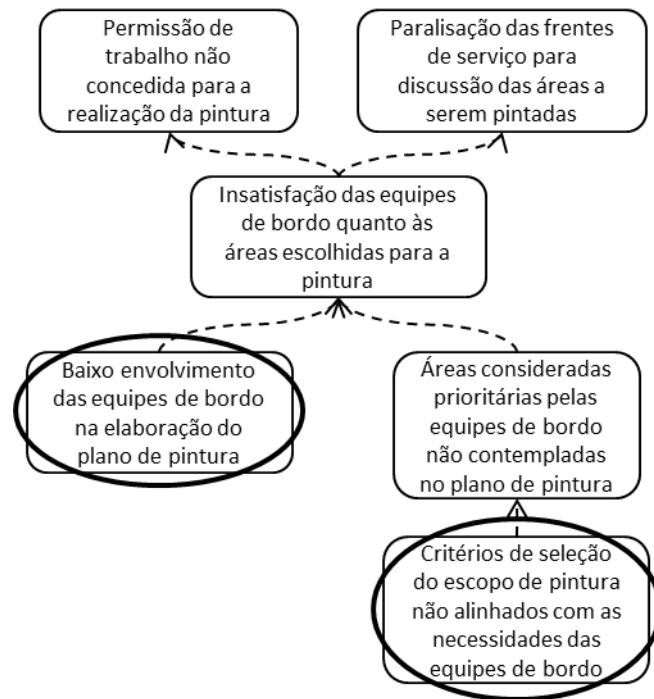 Permissão de
trabalho não
concedida para a
realização da pintura
Paralisação das frentes
de serviço para
discussão das áreas a
serem pintadas
Insatisfação das equipes
de bordo quanto às
áreas escolhidas para a
pintura
Baixo envolvimento
das equipes de bordo
na elaboração do
plano de pintura
Áreas consideradas
prioritárias pelas
equipes de bordo
não contempladas
no plano de pintura
Critérios de seleção
do escopo de pintura
não alinhados com as
necessidades das
equipes de bordo